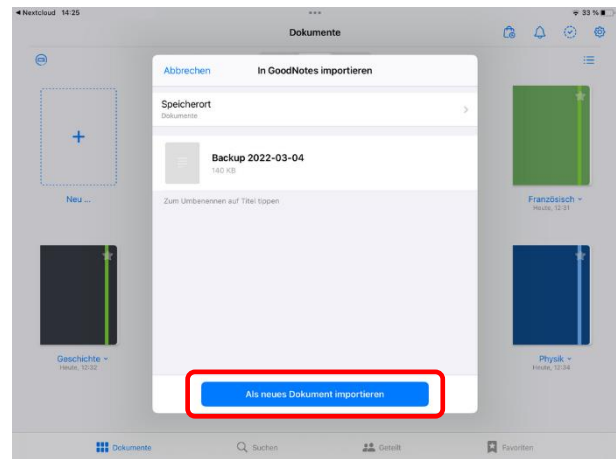 Nextcloud 14:25
33 %
Dokumente
Abbrechen In GoodNotes importieren
Speicherort
Dokumente
Backup 2022-03-04
140 KB
Zum Umbenennen auf Titel tippen
Neu ...
Französisch
Heute, 12:31
Geschichte
Heute, 12:32
Physik
Heute, 12:34
Als neues Dokument importieren
Dokumente Suchen Geteilt Favoriten